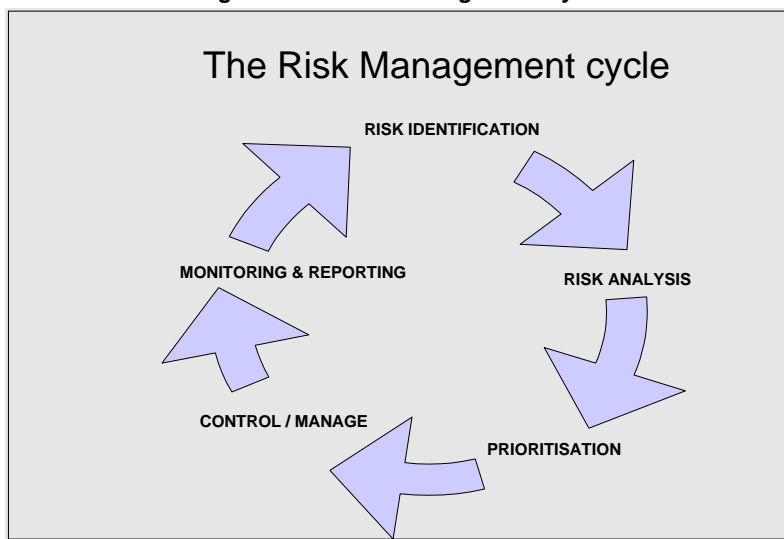 The Risk Management cycle
RISK IDENTIFICATION
RISK ANALYSIS
PRIORITISATION
CONTROL / MANAGE
MONITORING & REPORTING